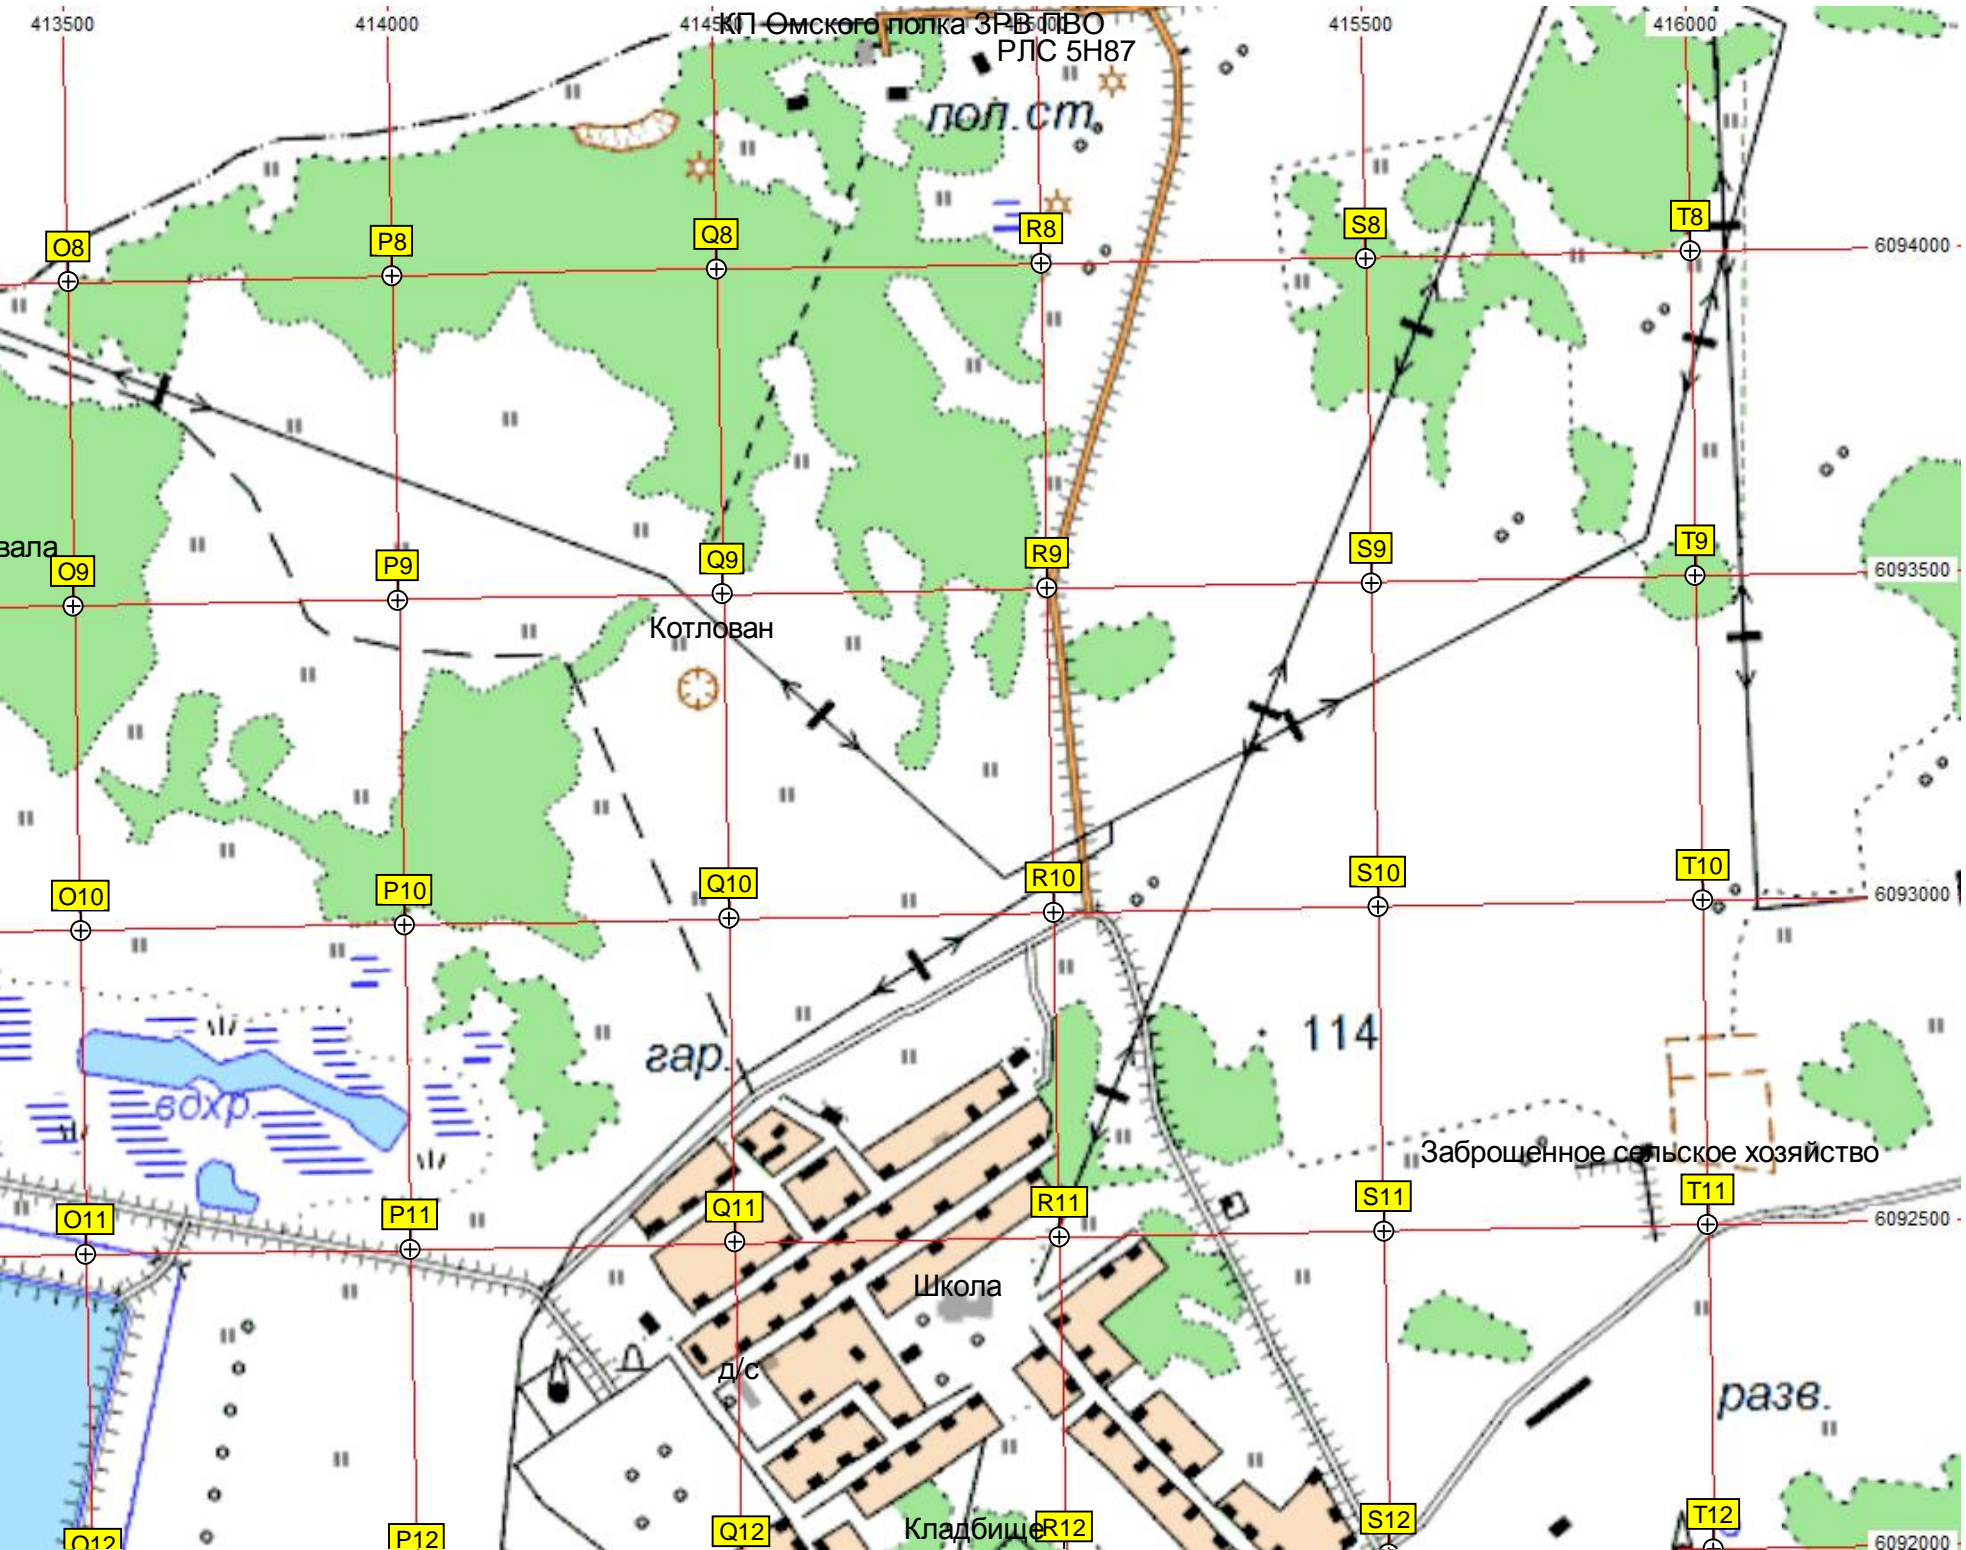 413500 414000 415500 416000
КП Омского полка ЗРВ ПВО
РЛС 5Н87
пол.ст.
O8 P8 Q8 R8 S8 T8 6094000
вала
O9 P9 Q9 R9 S9 T9 6093500
Котлован
O10 P10 Q10 R10 S10 T10 6093000
гар.
114
вдхр.
Заброшенное сельское хозяйство
O11 P11 Q11 R11 S11 T11 6092500
Школа
д/с
разв.
Кладбище
O12 P12 Q12 R12 S12 T12 6092000